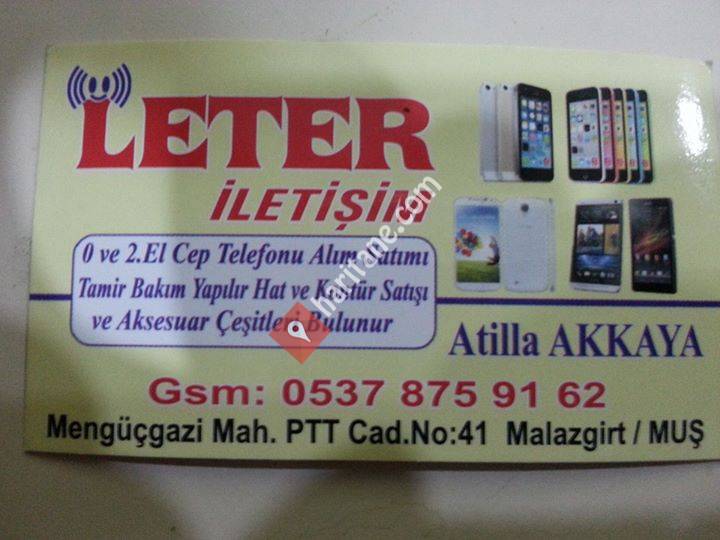 LETER
İLETİŞİM
0 ve 2.El Cep Telefonu Alım Satımı
Tamir Bakım Yapılır Hat ve Kontür Satışı
ve Aksesuar Çeşitleri Bulunur
Atilla AKKAYA
Gsm: 0537 875 91 62
Mengüçgazi Mah. PTT Cad.No:41 Malazgirt / MUŞ
haritane.com